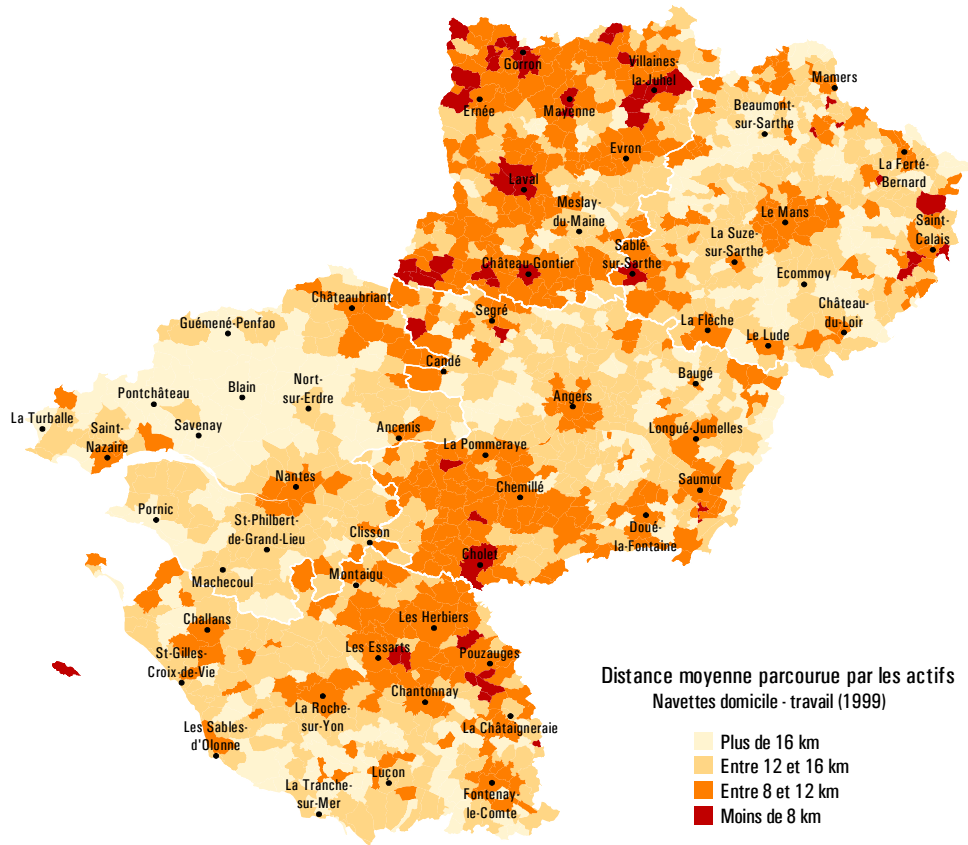 Gorron
Villaines-
la-Juhel
Mamers
Ernée
Mayenne
Beaumont-
sur-Sarthe
Evron
La Ferté-
Bernard
Laval
Meslay-
du-Maine
Le Mans
Saint-
Calais
La Suze-
sur-Sarthe
Sablé-
sur-Sarthe
Château Gontier
Ecommoy
Châteaubriant
Segré
Château-
du-Loir
Guémené-Penfao
La Flèche
Le Lude
Candé
Baugé
Nort-
sur-Erdre
Blain
Pontchâteau
Angers
La Turballe
Saint-
Nazaire
Savenay
Ancenis
Longué-Jumelles
La Pommeraye
Nantes
Chemillé
Saumur
Pornic
St-Philbert-
de-Grand-Lieu
Clisson
Doué-
la-Fontaine
Cholet
Machecoul
Montaigu
Challans
Les Herbiers
St-Gilles-
Croix-de-Vie
Les Essarts
Pouzauges
Chantonnay
La Roche-
sur-Yon
La Châtaigneraie
Les Sables-
d'Olonne
Luçon
La Tranche-
sur-Mer
Fontenay-
le-Comte
Distance moyenne parcourue par les actifs
Navettes domicile - travail (1999)
Plus de 16 km
Entre 12 et 16 km
Entre 8 et 12 km
Moins de 8 km